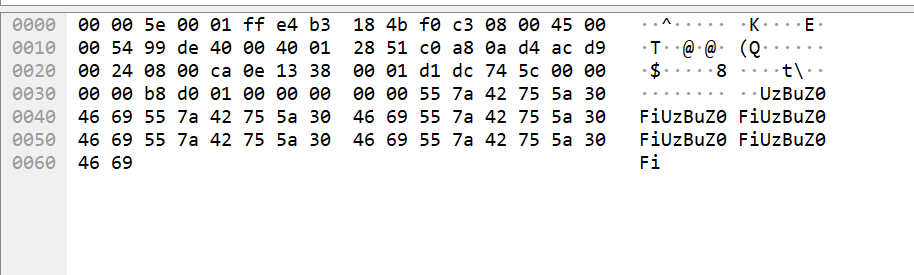 0000 00 00 5e 00 01 ff e4 b3 18 4b f0 c3 08 00 45 00 ··^····· ·K····E·
0010 00 54 99 de 40 00 40 01 28 51 c0 a8 0a d4 ac d9 ·T··@·@· (Q······
0020 00 24 08 00 ca 0e 13 38 00 01 d1 dc 74 5c 00 00 ·$·····8 ····t\··
0030 00 00 b8 d0 01 00 00 00 00 00 55 7a 42 75 5a 30 ········ ··UzBuZ0
0040 46 69 55 7a 42 75 5a 30 46 69 55 7a 42 75 5a 30 FiUzBuZ0 FiUzBuZ0
0050 46 69 55 7a 42 75 5a 30 46 69 55 7a 42 75 5a 30 FiUzBuZ0 FiUzBuZ0
0060 46 69 Fi